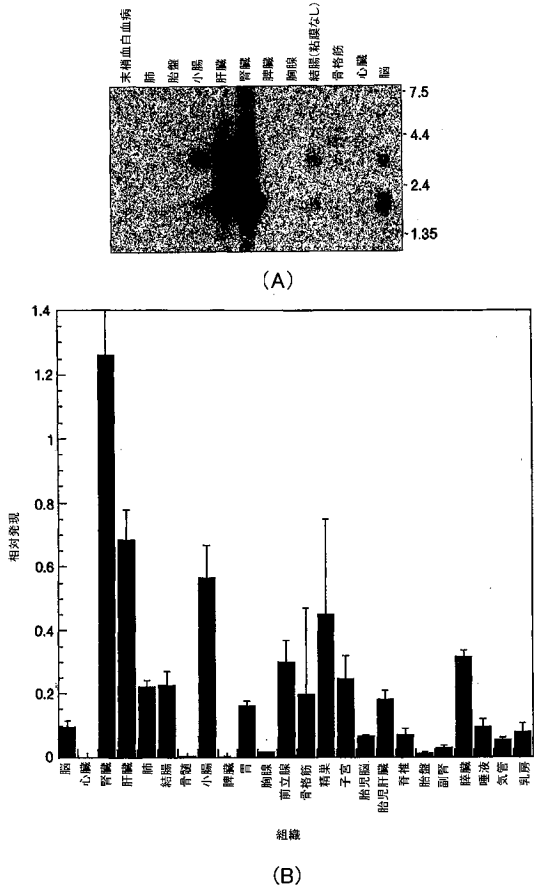 末梢血白血病
肺
胎盤
小腸
肝臓
腎臓
脾臓
胸腺
結腸(粘膜なし)
骨格筋
心臓
脳
7.5
4.4
2.4
1.35
(A)
1.4
1.2
1
0.8
0.6
0.4
0.2
0
相対発現
脳
心臓
腎臓
肝臓
肺
結腸
骨髄
小腸
脾臓
胃
胸腺
前立腺
骨格筋
精巣
子宮
胎児脳
胎児肝臓
脊椎
胎盤
副腎
膵臓
唾液
気管
乳房
組織
(B)